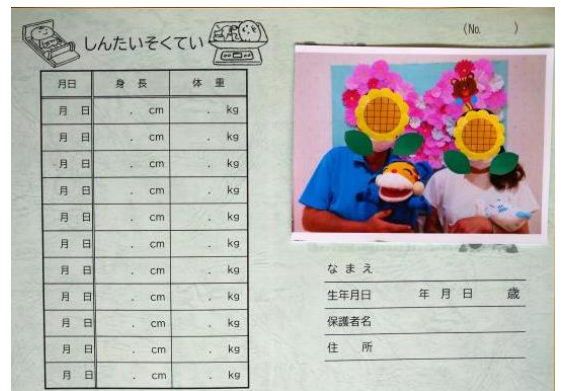 (No. )
しんたいそくてい
月日 身長 体重
月 日 . cm . kg
月 日 . cm . kg
月 日 . cm . kg
月 日 . cm . kg
月 日 . cm . kg
月 日 . cm . kg
月 日 . cm . kg
月 日 . cm . kg
月 日 . cm . kg
月 日 . cm . kg
月 日 . cm . kg
なまえ
生年月日 年 月 日 歳
保護者名
住所